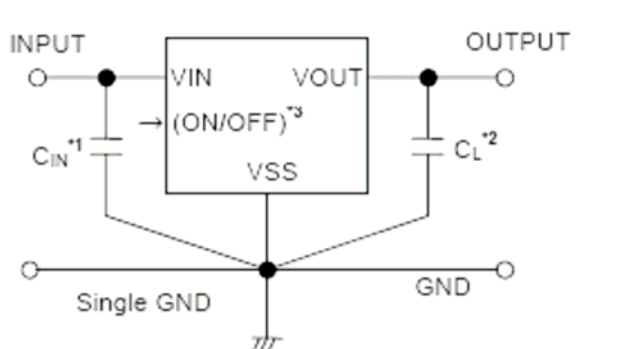 INPUT
OUTPUT
VIN
VOUT
→ (ON/OFF)*3
CIN*1
CL*2
VSS
GND
Single GND